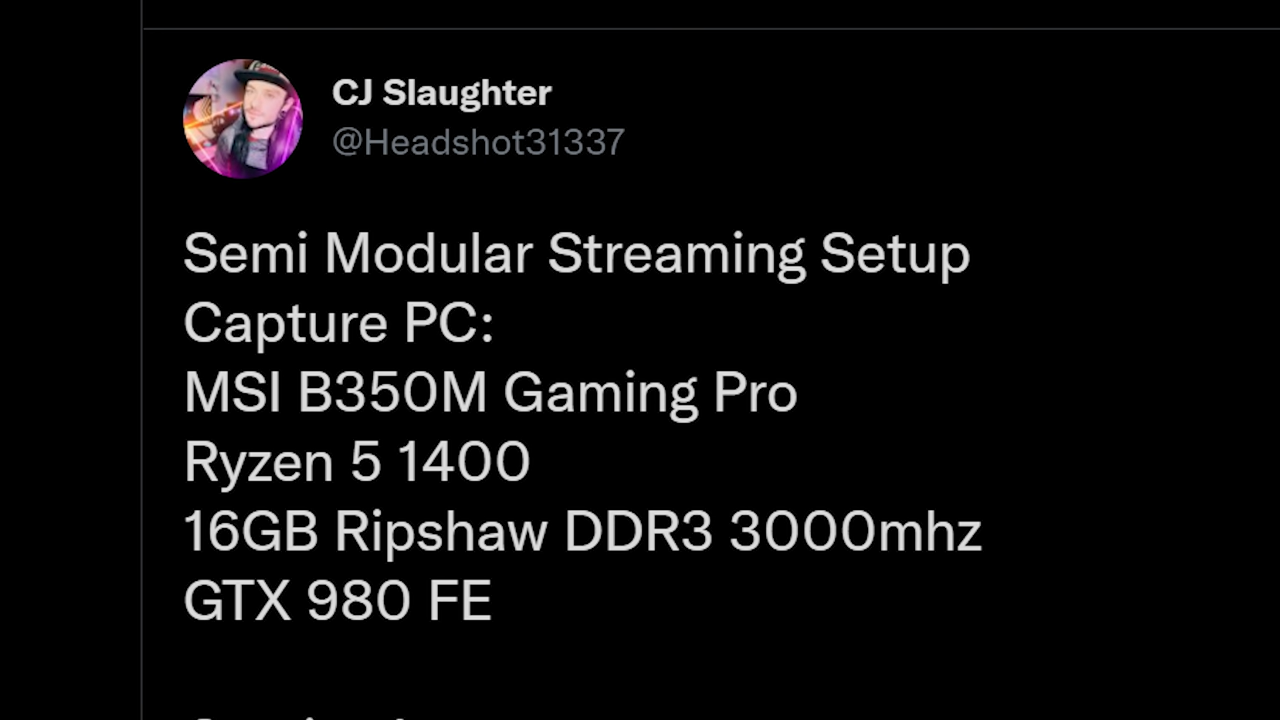 CJ Slaughter
@Headshot31337
Semi Modular Streaming Setup
Capture PC:
MSI B350M Gaming Pro
Ryzen 5 1400
16GB Ripshaw DDR3 3000mhz
GTX 980 FE